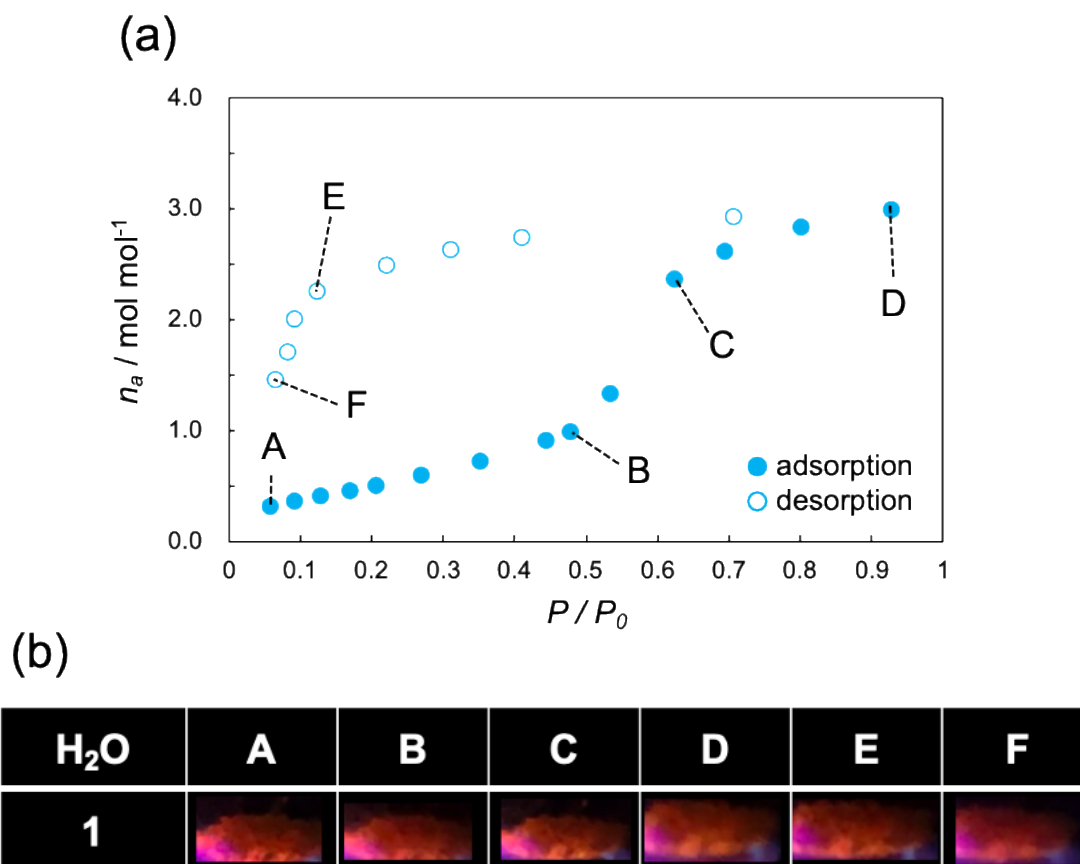 (a)
4.0
3.0
2.0
1.0
0.0
n_a / mol mol⁻¹
E
F
A
B
C
D
adsorption
desorption
0 0.1 0.2 0.3 0.4 0.5 0.6 0.7 0.8 0.9 1
P / P₀
(b)
H₂O A B C D E F
1